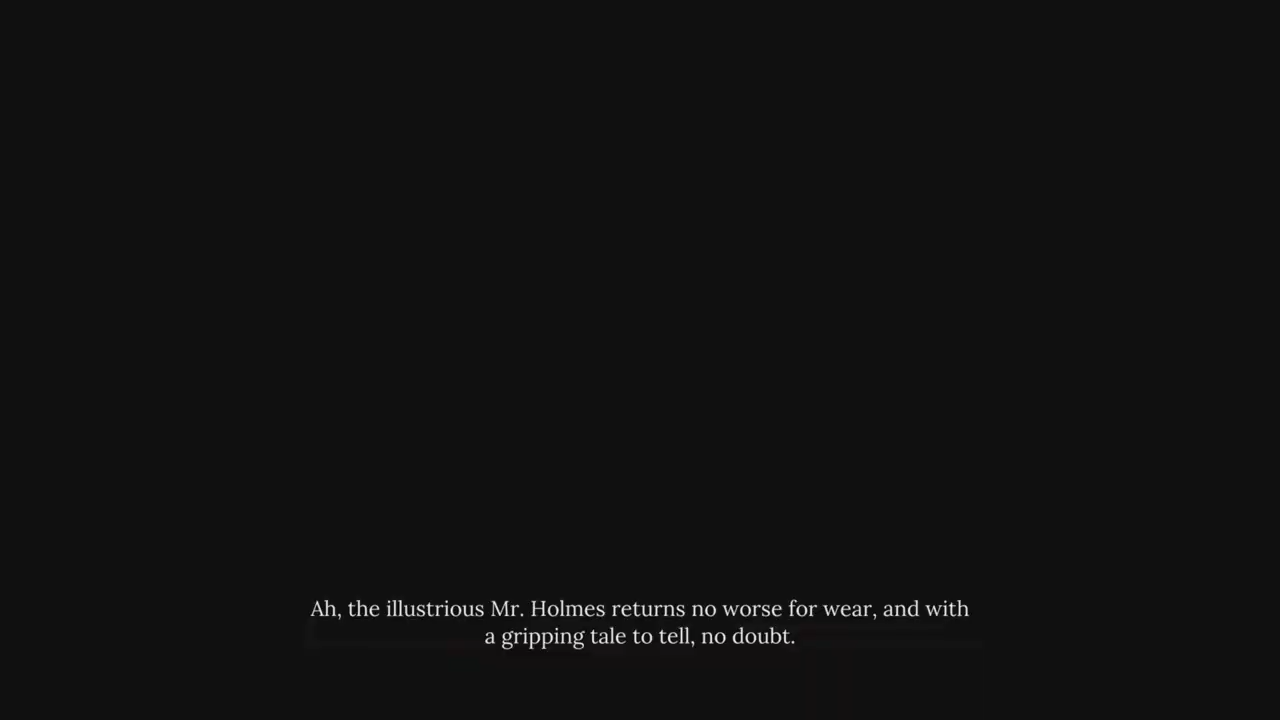 Ah, the illustrious Mr. Holmes returns no worse for wear, and with
a gripping tale to tell, no doubt.